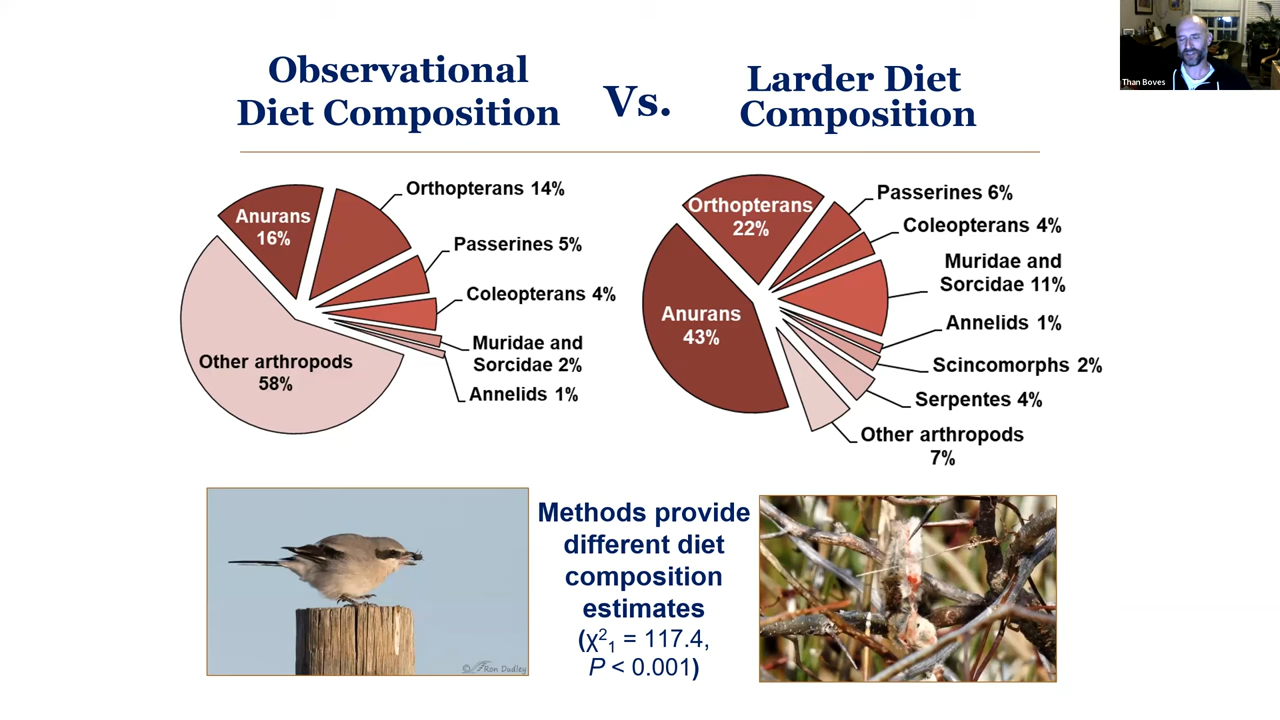 Observational
Diet Composition
Vs.
Larder Diet
Composition
Than Boves
Anurans
16%
Orthopterans 14%
Passerines 5%
Coleopterans 4%
Muridae and
Sorcidae 2%
Annelids 1%
Other arthropods
58%
Orthopterans
22%
Passerines 6%
Coleopterans 4%
Muridae and
Sorcidae 11%
Annelids 1%
Scincomorphs 2%
Serpentes 4%
Other arthropods
7%
Anurans
43%
Methods provide
different diet
composition
estimates
(χ²₁ = 117.4,
P < 0.001)
© Ron Dudley